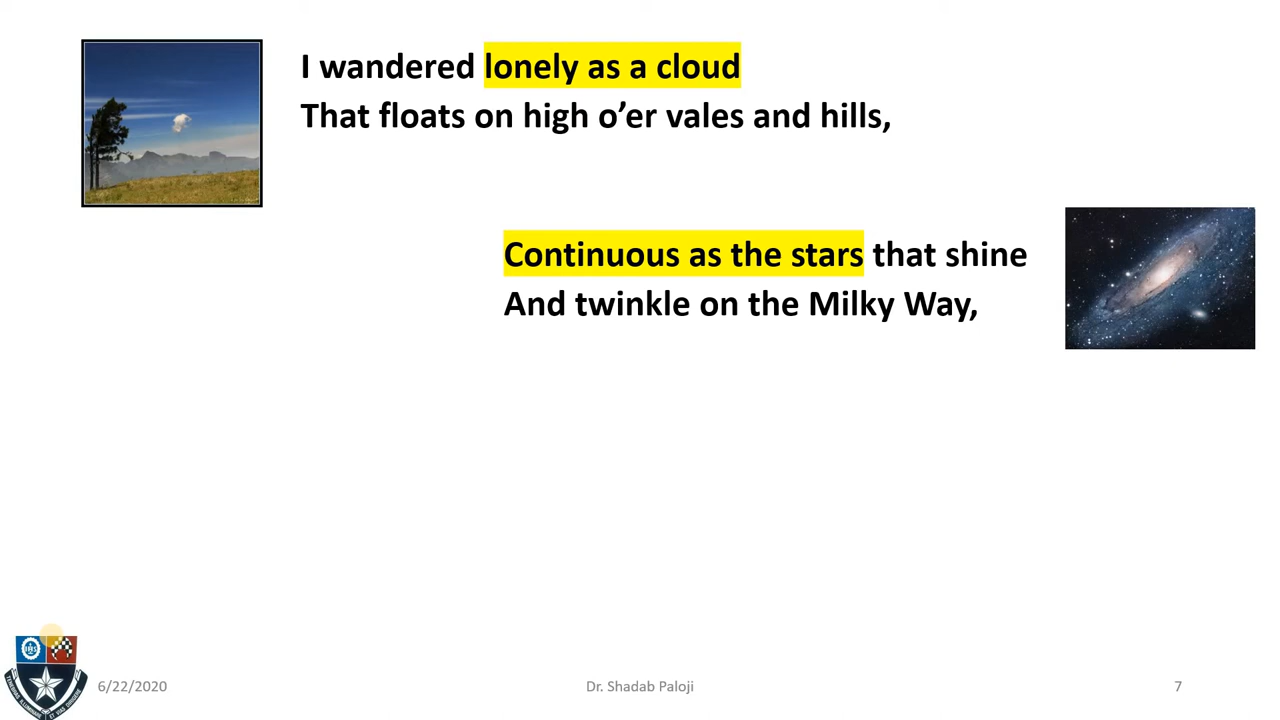 I wandered lonely as a cloud
That floats on high o’er vales and hills,
Continuous as the stars that shine
And twinkle on the Milky Way,
6/22/2020
Dr. Shadab Paloji
7